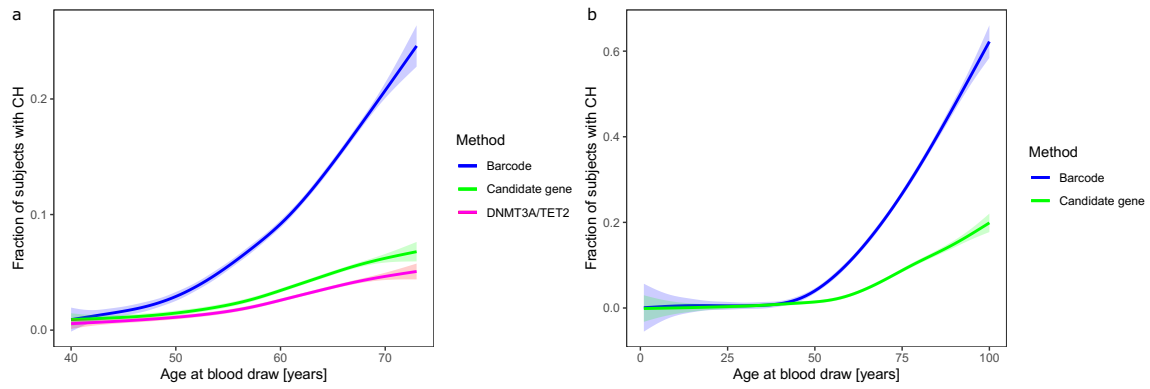 a
Fraction of subjects with CH
0.2
0.1
0.0
40
50
60
70
Age at blood draw [years]
Method
Barcode
Candidate gene
DNMT3A/TET2
b
Fraction of subjects with CH
0.6
0.4
0.2
0.0
0
25
50
75
100
Age at blood draw [years]
Method
Barcode
Candidate gene